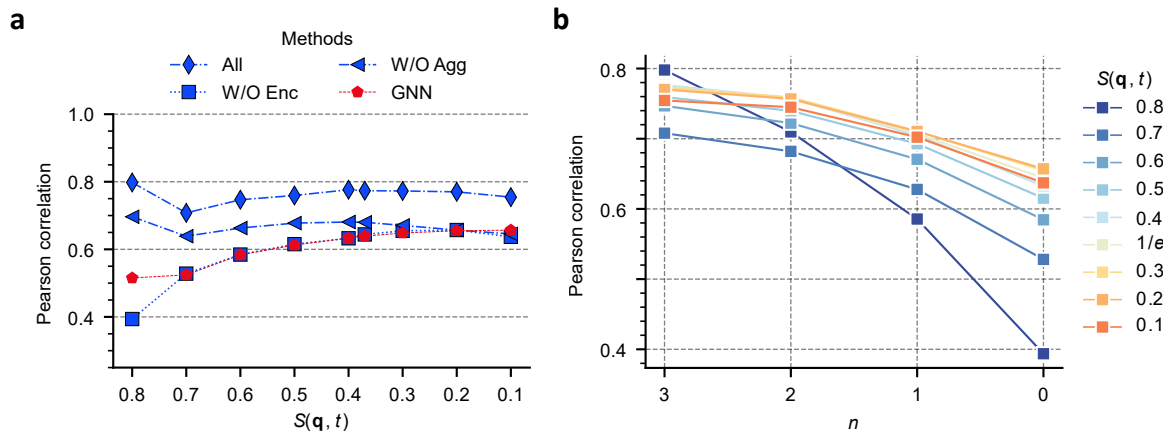 a
Methods
All
W/O Agg
W/O Enc
GNN
Pearson correlation
1.0
0.8
0.6
0.4
0.8 0.7 0.6 0.5 0.4 0.3 0.2 0.1
S(q, t)
b
Pearson correlation
0.8
0.6
0.4
3 2 1 0
n
S(q, t)
0.8
0.7
0.6
0.5
0.4
1/e
0.3
0.2
0.1